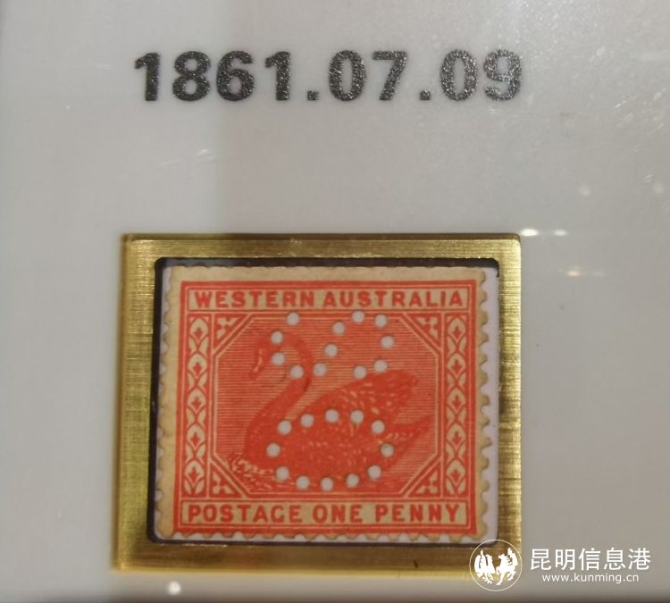 1861.07.09
WESTERN AUSTRALIA
POSTAGE ONE PENNY
昆明信息港
www.kunming.cn